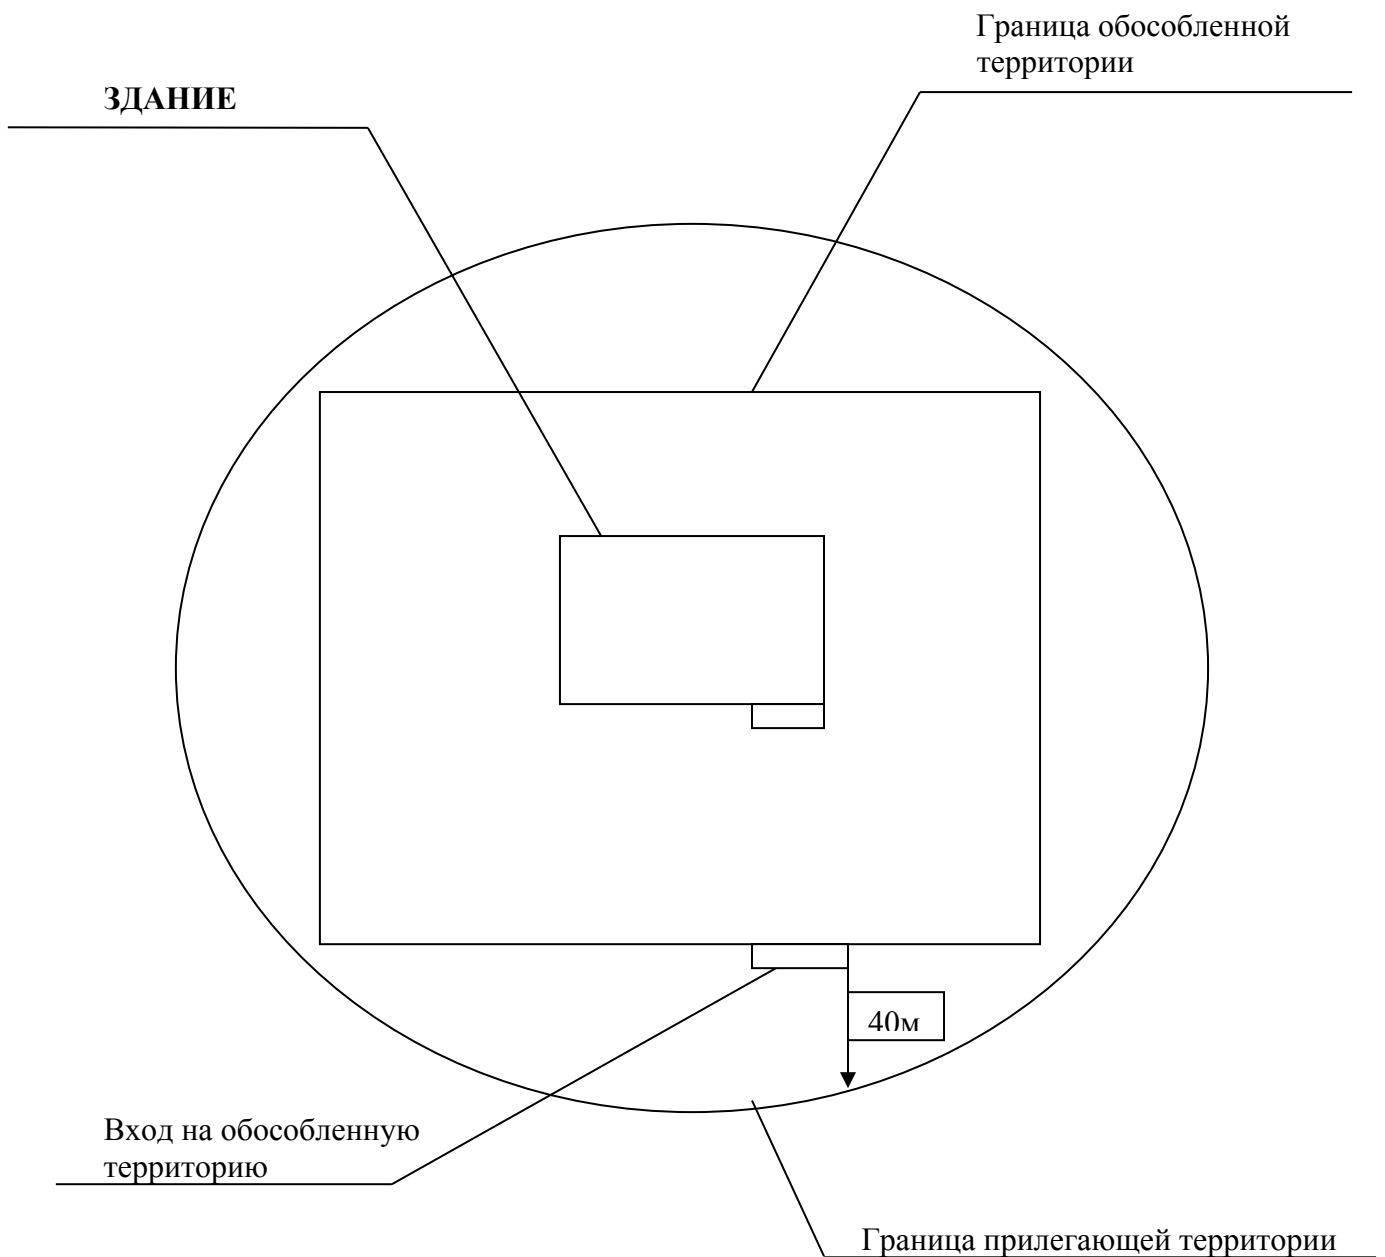 Граница обособленной
территории
ЗДАНИЕ
40м
Вход на обособленную
территорию
Граница прилегающей территории